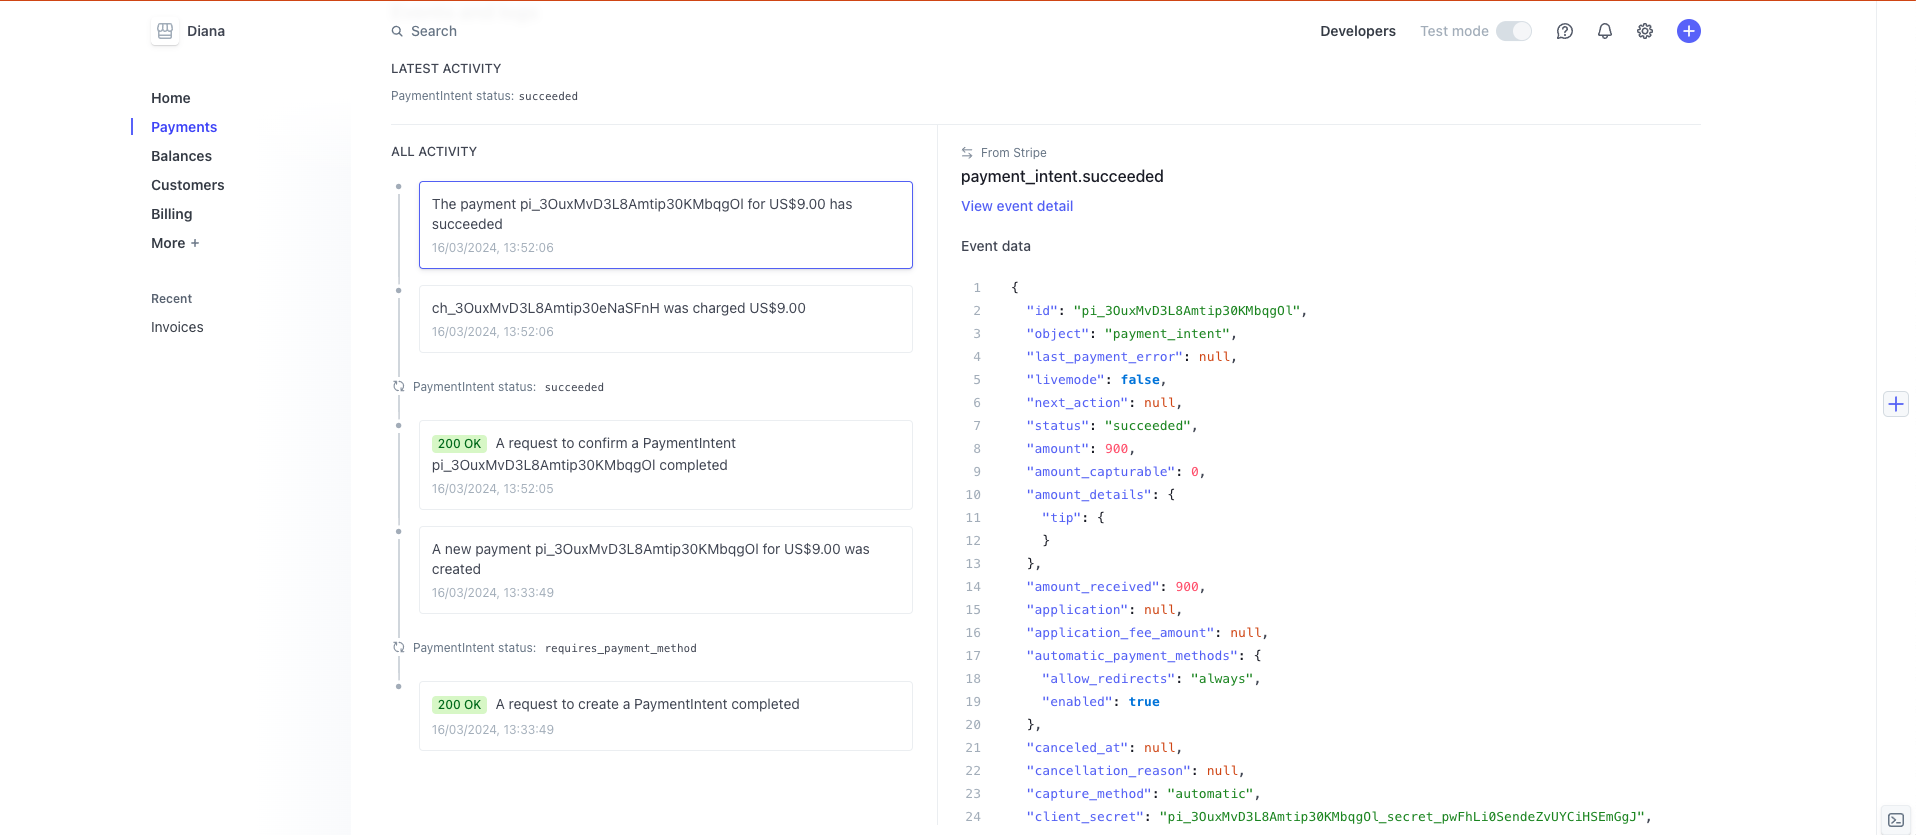 Diana
Search
Developers
Test mode
Home
Payments
Balances
Customers
Billing
More +
Recent
Invoices
LATEST ACTIVITY
PaymentIntent status: succeeded
ALL ACTIVITY
The payment pi_3OuxMvD3L8Amtip30KMbqgOl for US$9.00 has
succeeded
16/03/2024, 13:52:06
ch_3OuxMvD3L8Amtip30eNaSFnH was charged US$9.00
16/03/2024, 13:52:06
PaymentIntent status: succeeded
200 OK A request to confirm a PaymentIntent
pi_3OuxMvD3L8Amtip30KMbqgOl completed
16/03/2024, 13:52:05
A new payment pi_3OuxMvD3L8Amtip30KMbqgOl for US$9.00 was
created
16/03/2024, 13:33:49
PaymentIntent status: requires_payment_method
200 OK A request to create a PaymentIntent completed
16/03/2024, 13:33:49
From Stripe
payment_intent.succeeded
View event detail
Event data
1 {
2 "id": "pi_3OuxMvD3L8Amtip30KMbqgOl",
3 "object": "payment_intent",
4 "last_payment_error": null,
5 "livemode": false,
6 "next_action": null,
7 "status": "succeeded",
8 "amount": 900,
9 "amount_capturable": 0,
10 "amount_details": {
11 "tip": {
12 }
13 },
14 "amount_received": 900,
15 "application": null,
16 "application_fee_amount": null,
17 "automatic_payment_methods": {
18 "allow_redirects": "always",
19 "enabled": true
20 },
21 "canceled_at": null,
22 "cancellation_reason": null,
23 "capture_method": "automatic",
24 "client_secret": "pi_3OuxMvD3L8Amtip30KMbqgOl_secret_pwFhLi0SendeZvUYCiHSEmGgJ",